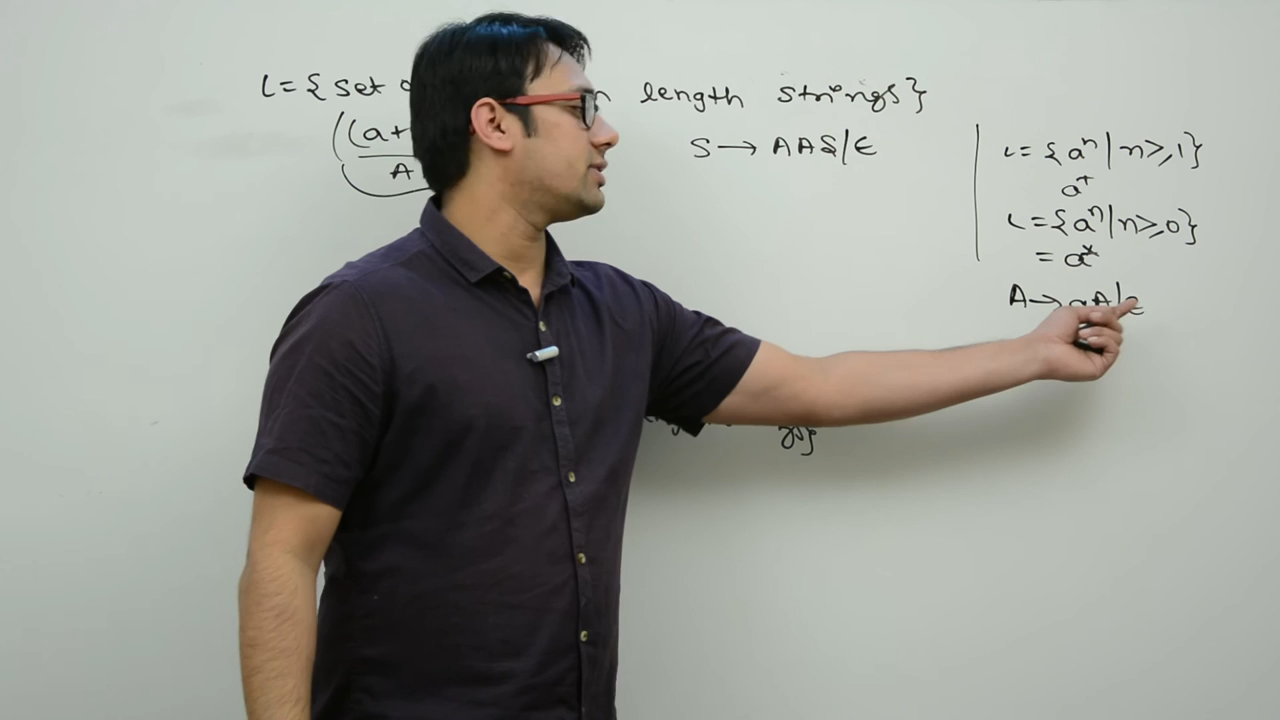 L = {set length strings}
((a+
A
S → AAS/ε
L = {aⁿ | n ≥ 1}
a⁺
L = {aⁿ | n ≥ 0}
= a*
A → aA | ε